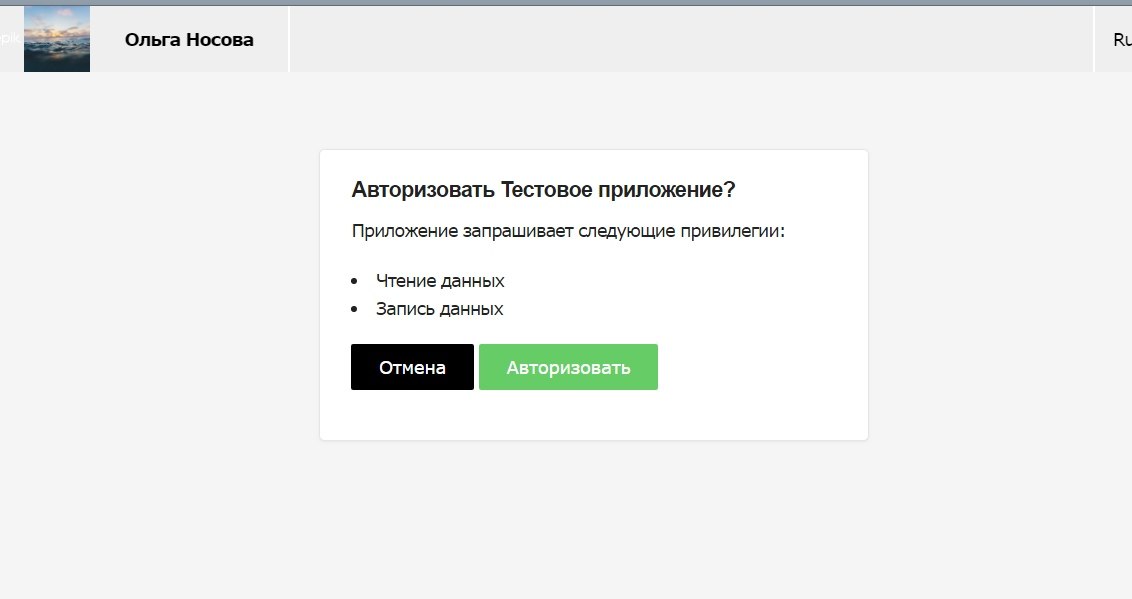 Ольга Носова
Ru
Авторизовать Тестовое приложение?
Приложение запрашивает следующие привилегии:
Чтение данных
Запись данных
Отмена
Авторизовать